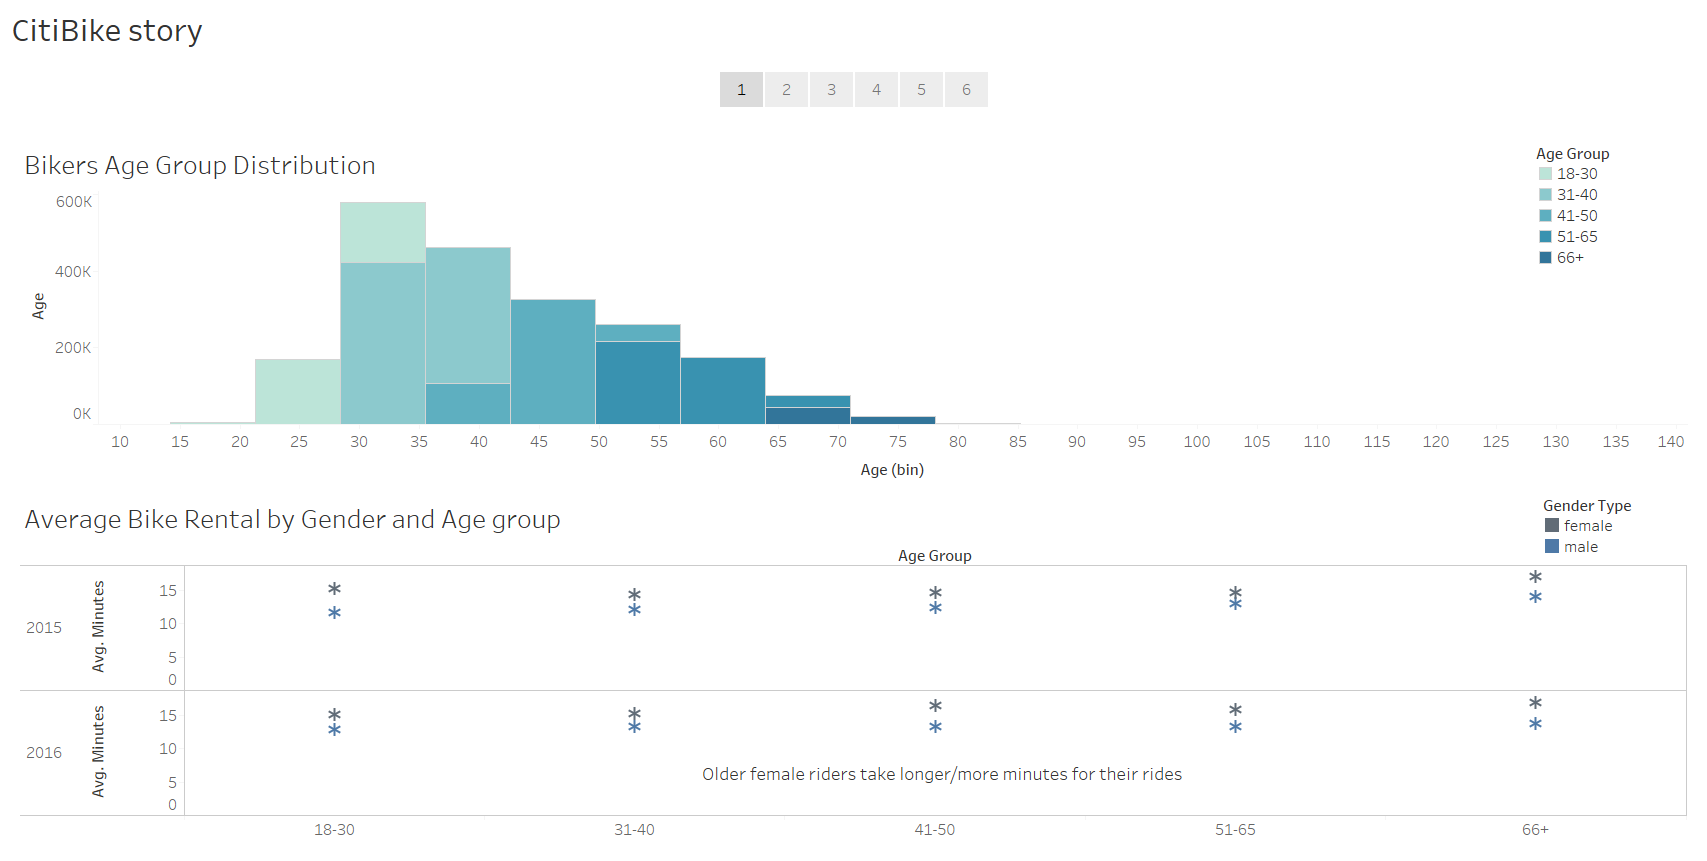 CitiBike story
1 2 3 4 5 6
Bikers Age Group Distribution
Age Group
18-30
31-40
41-50
51-65
66+
600K
400K
200K
0K
Age
10 15 20 25 30 35 40 45 50 55 60 65 70 75 80 85 90 95 100 105 110 115 120 125 130 135 140
Age (bin)
Average Bike Rental by Gender and Age group
Gender Type
female
male
Age Group
2015
Avg. Minutes
15
10
5
0
2016
Avg. Minutes
15
10
5
0
Older female riders take longer/more minutes for their rides
18-30 31-40 41-50 51-65 66+